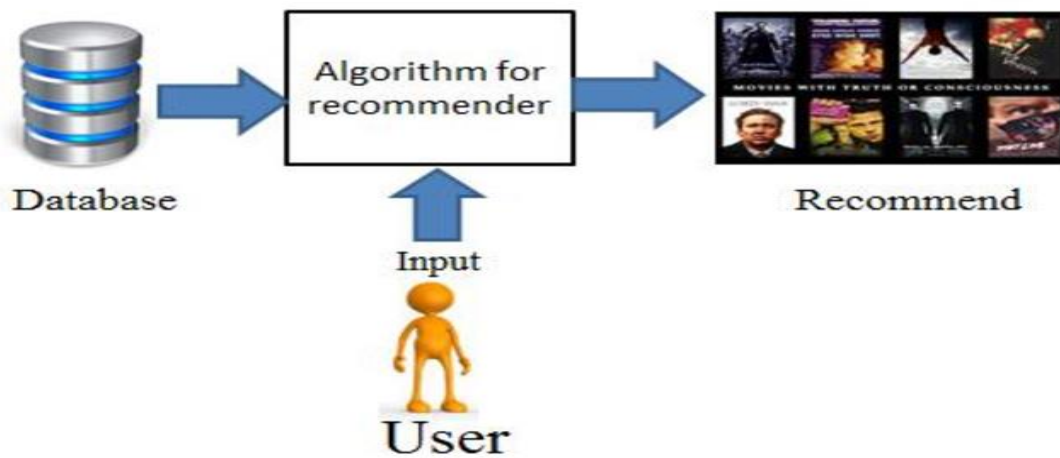 Algorithm for
recommender
MOVIES WITH TRUTH OR CONSCIOUSNESS
Database
Recommend
Input
User